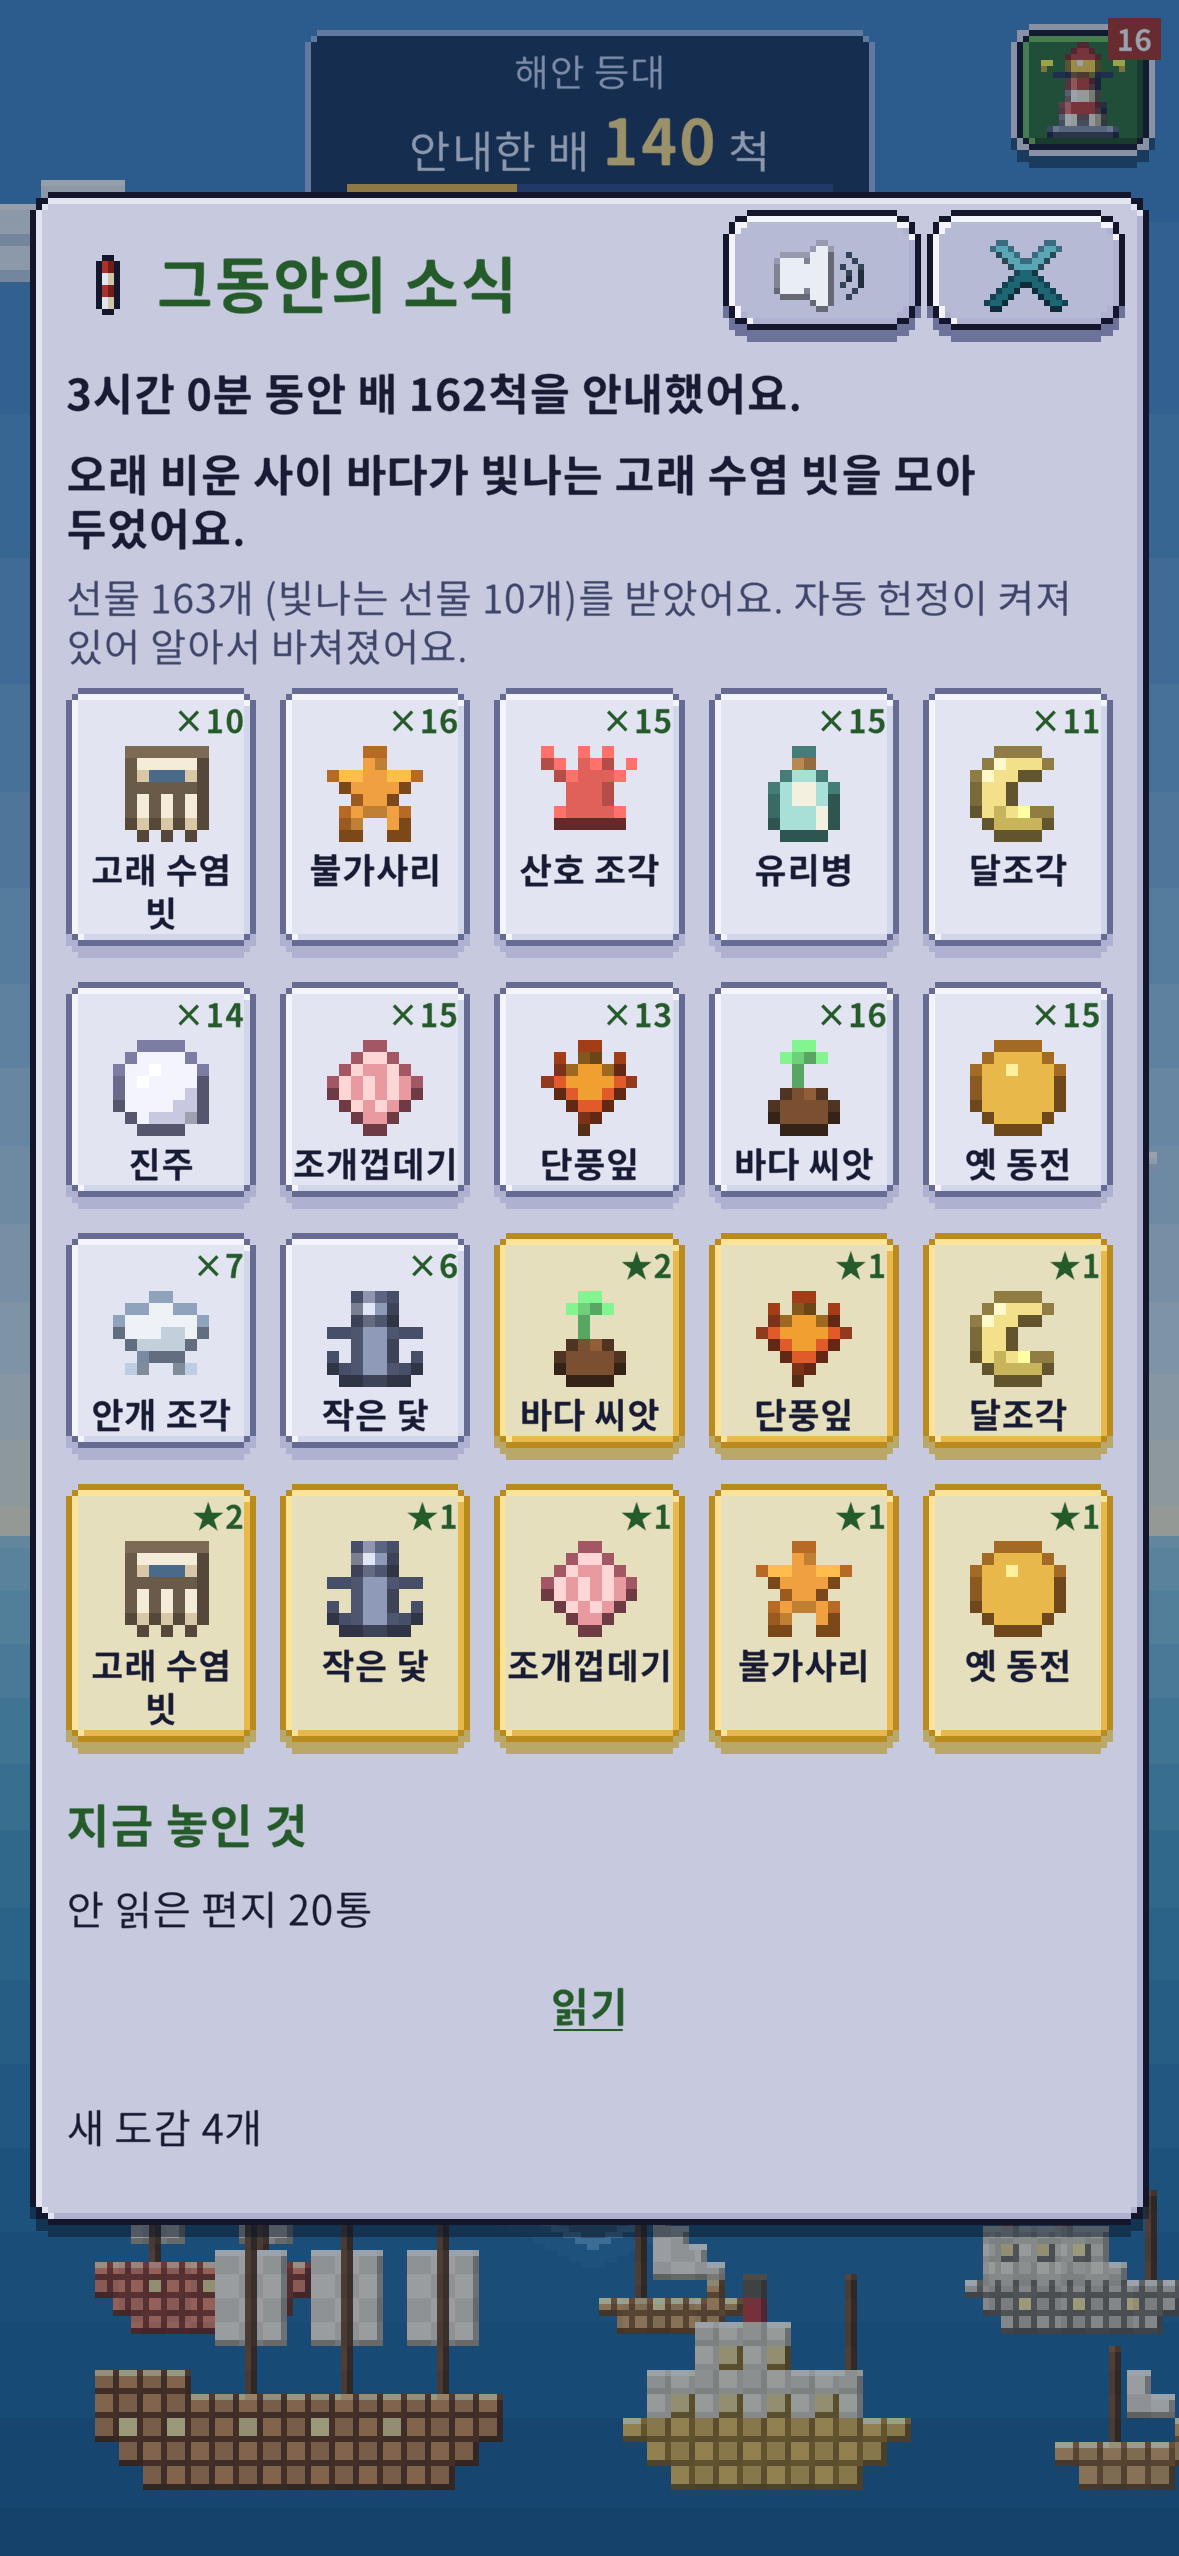 해안 등대
16
안내한 배 140 척
그동안의 소식
3시간 0분 동안 배 162척을 안내했어요.
오래 비운 사이 바다가 빛나는 고래 수염 빗을 모아
두었어요.
선물 163개 (빛나는 선물 10개)를 받았어요. 자동 헌정이 켜져
있어 알아서 바쳐졌어요.
×10 ×16 ×15 ×15 ×11
고래 수염 불가사리 산호 조각 유리병 달조각
빗
×14 ×15 ×13 ×16 ×15
진주 조개껍데기 단풍잎 바다 씨앗 옛 동전
×7 ×6 ★2 ★1 ★1
안개 조각 작은 닻 바다 씨앗 단풍잎 달조각
★2 ★1 ★1 ★1 ★1
고래 수염 작은 닻 조개껍데기 불가사리 옛 동전
빗
지금 놓인 것
안 읽은 편지 20통
읽기
새 도감 4개